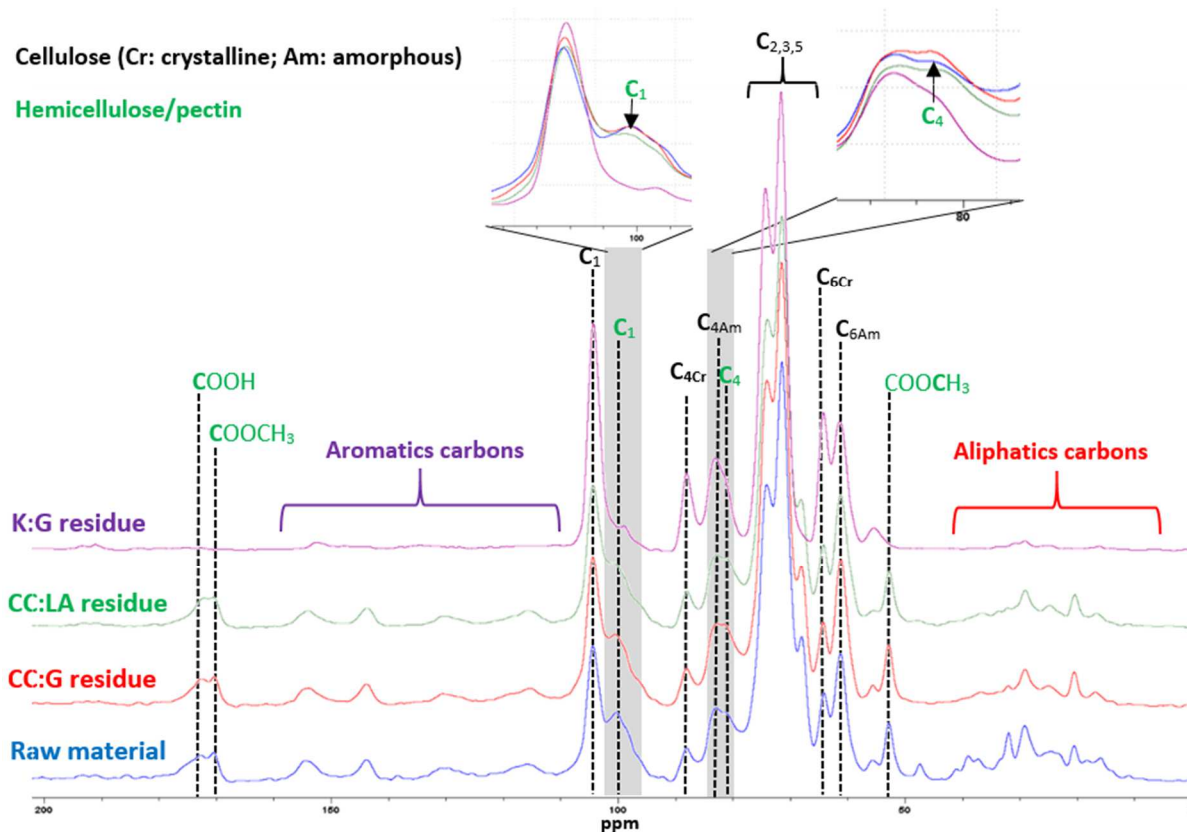 Cellulose (Cr: crystalline; Am: amorphous)
Hemicellulose/pectin
C₁
100
C₂,₃,₅
C₄
80
C₁
C₁
C₄Cr
C₄Am
C₄
C₆Cr
C₆Am
COOH
COOCH₃
COOCH₃
Aromatics carbons
Aliphatics carbons
K:G residue
CC:LA residue
CC:G residue
Raw material
200
150
100
50
ppm